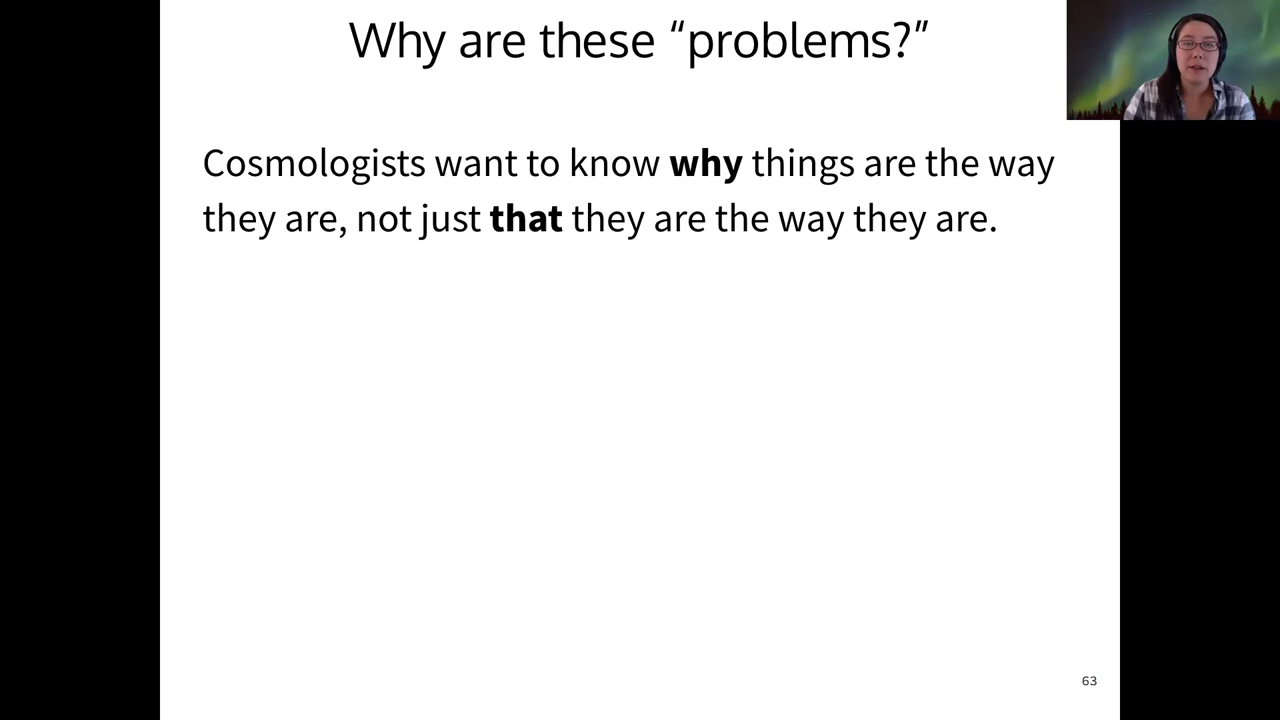 Why are these “problems?”
Cosmologists want to know why things are the way
they are, not just that they are the way they are.
63